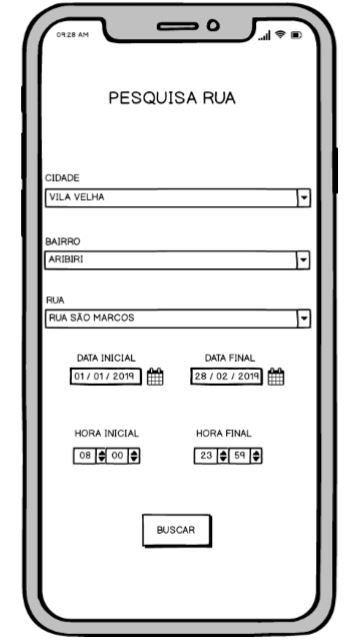 09:28 AM
PESQUISA RUA
CIDADE
VILA VELHA
BAIRRO
ARIBIRI
RUA
RUA SÃO MARCOS
DATA INICIAL DATA FINAL
01 / 01 / 2019 28 / 02 / 2019
HORA INICIAL HORA FINAL
08 00 23 59
BUSCAR